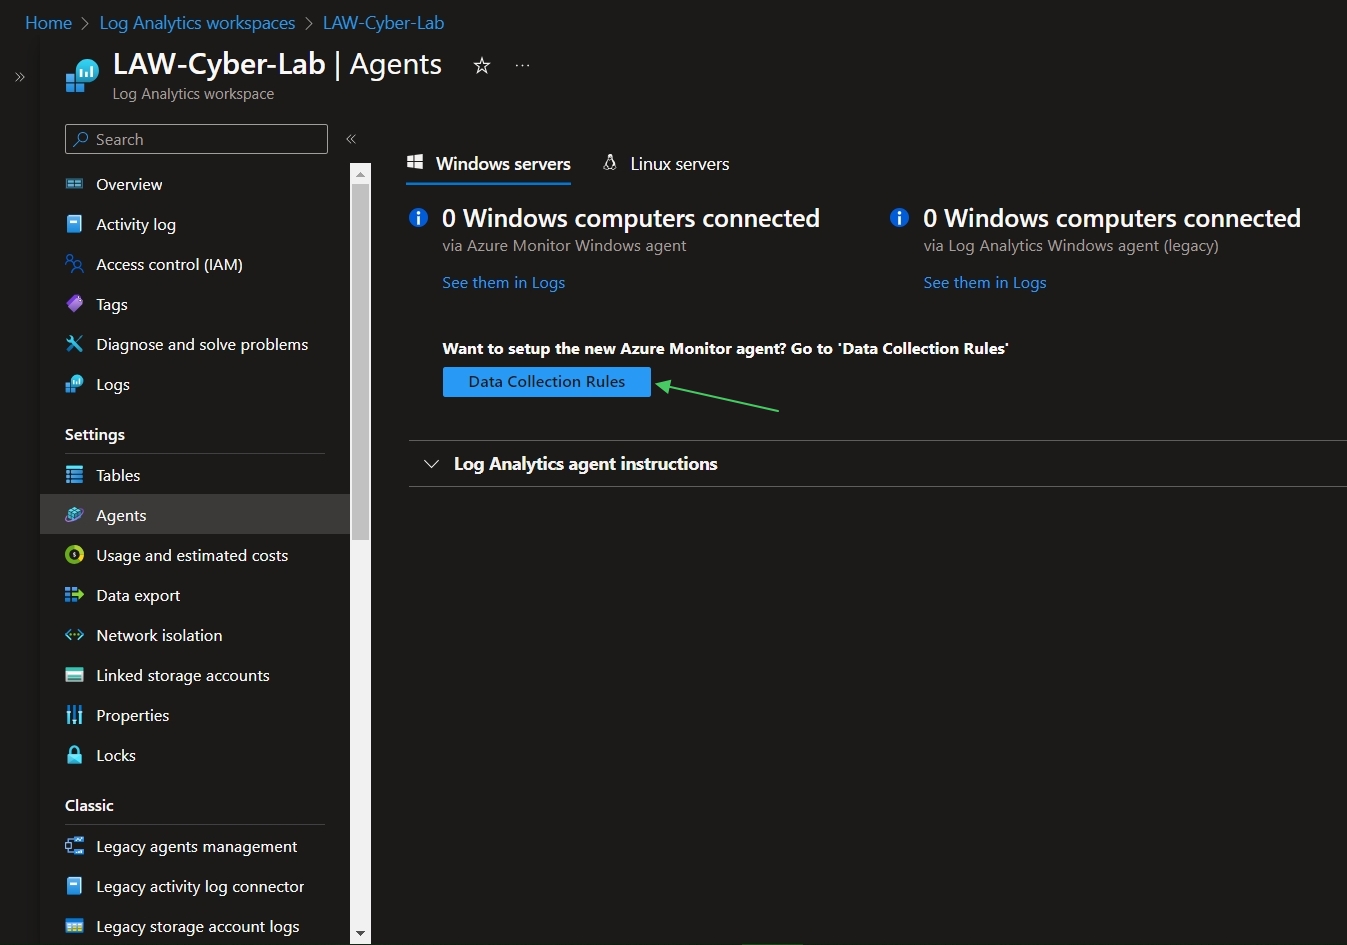 Home > Log Analytics workspaces > LAW-Cyber-Lab
LAW-Cyber-Lab | Agents
Log Analytics workspace
Search
Overview
Activity log
Access control (IAM)
Tags
Diagnose and solve problems
Logs
Settings
Tables
Agents
Usage and estimated costs
Data export
Network isolation
Linked storage accounts
Properties
Locks
Classic
Legacy agents management
Legacy activity log connector
Legacy storage account logs
Windows servers
Linux servers
0 Windows computers connected
via Azure Monitor Windows agent
See them in Logs
0 Windows computers connected
via Log Analytics Windows agent (legacy)
See them in Logs
Want to setup the new Azure Monitor agent? Go to 'Data Collection Rules'
Data Collection Rules
Log Analytics agent instructions